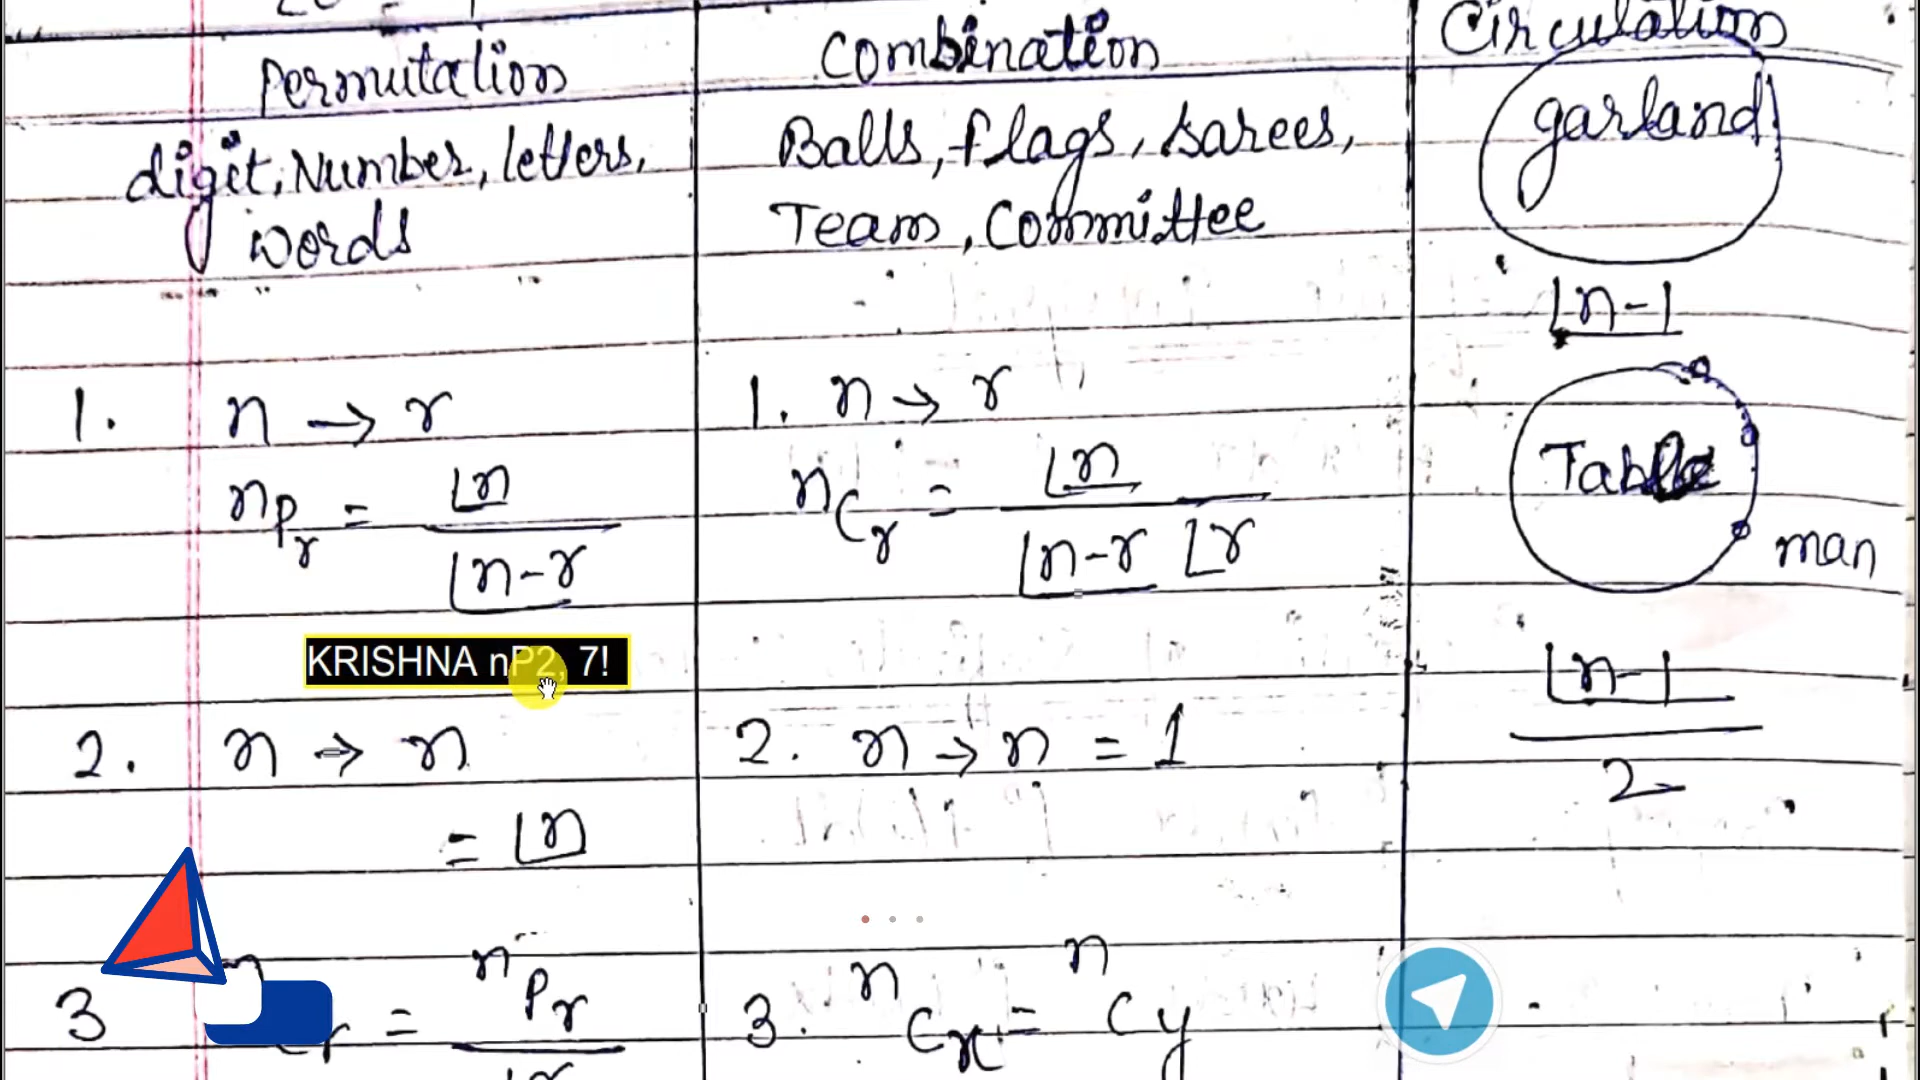 Permutation
digit, Number, letters,
words
1. n → r
nPr = ⌊n / ⌊n-r
KRISHNA nP2, 7!
2. n → n
= ⌊n
3 r = nPr
Combination
Balls, flags, sarees,
Team, Committee
1. n → r
nCr = ⌊n / ⌊n-r ⌊r
2. n → n = 1
3. nCx = nCy
Circulation
garland
⌊n-1
Table
man
⌊n-1
2